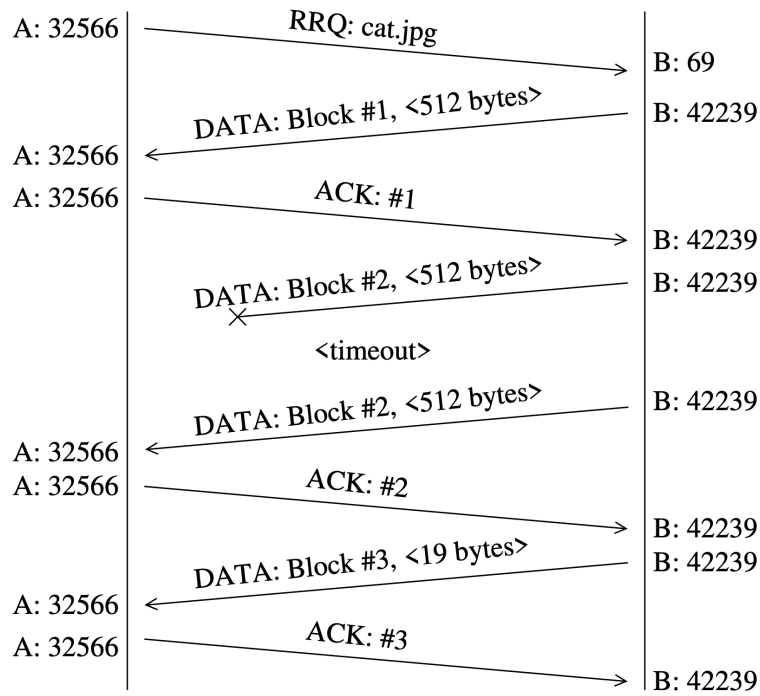 A: 32566
RRQ: cat.jpg
B: 69
DATA: Block #1, <512 bytes>
B: 42239
A: 32566
A: 32566
ACK: #1
B: 42239
DATA: Block #2, <512 bytes>
B: 42239
<timeout>
DATA: Block #2, <512 bytes>
B: 42239
A: 32566
A: 32566
ACK: #2
B: 42239
DATA: Block #3, <19 bytes>
B: 42239
A: 32566
A: 32566
ACK: #3
B: 42239